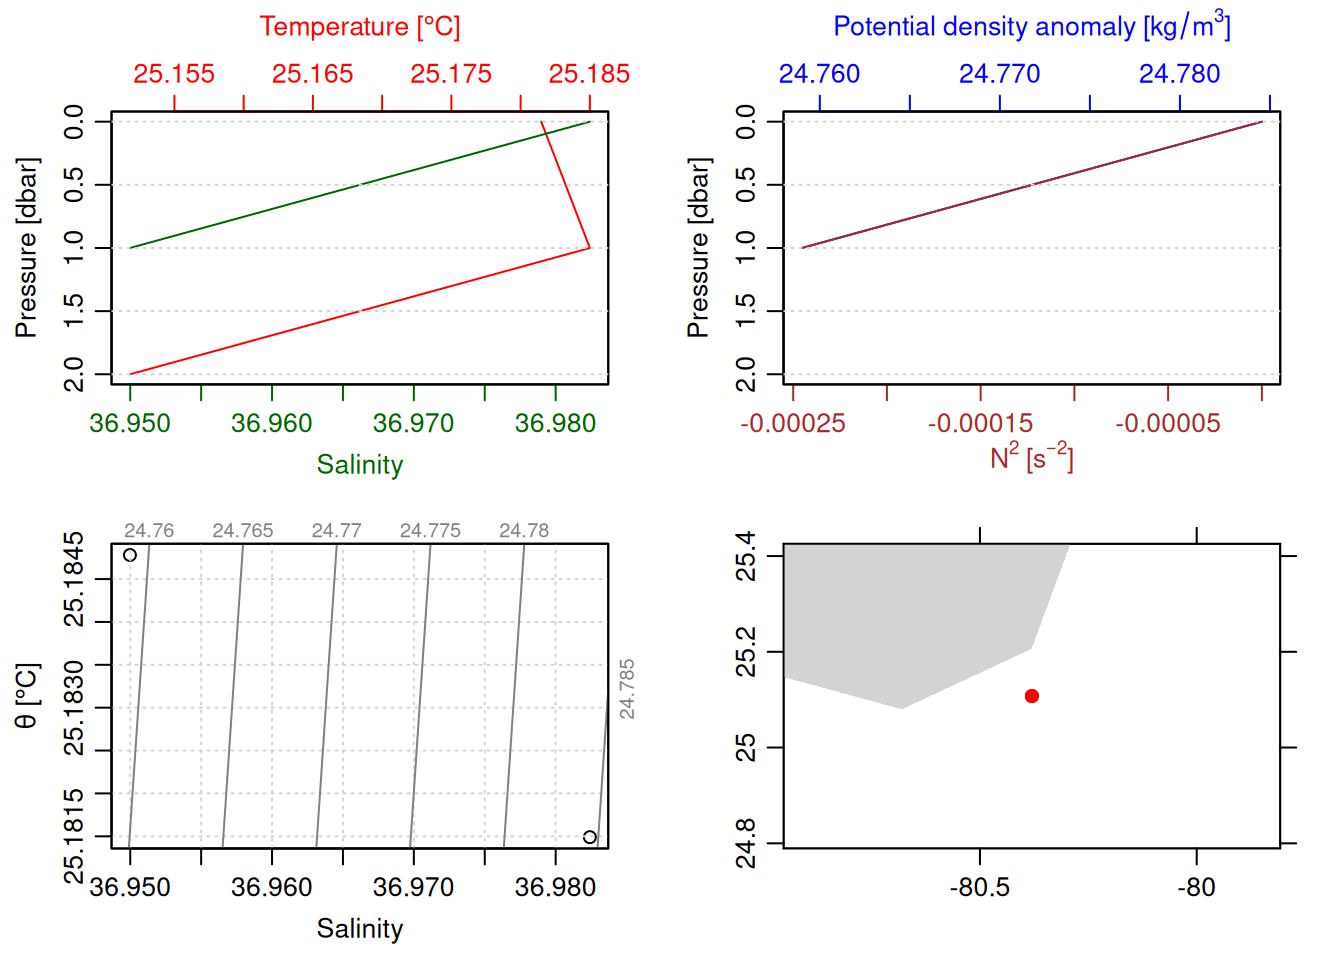 Temperature [°C]
25.155 25.165 25.175 25.185
Pressure [dbar]
0.0 0.5 1.0 1.5 2.0
36.950 36.960 36.970 36.980
Salinity
Potential density anomaly [kg/m³]
24.760 24.770 24.780
Pressure [dbar]
0.0 0.5 1.0 1.5 2.0
-0.00025 -0.00015 -0.00005
N² [s⁻²]
24.76 24.765 24.77 24.775 24.78
24.785
θ [°C]
25.1845 25.1830 25.1815
36.950 36.960 36.970 36.980
Salinity
25.4 25.2 25 24.8
-80.5 -80